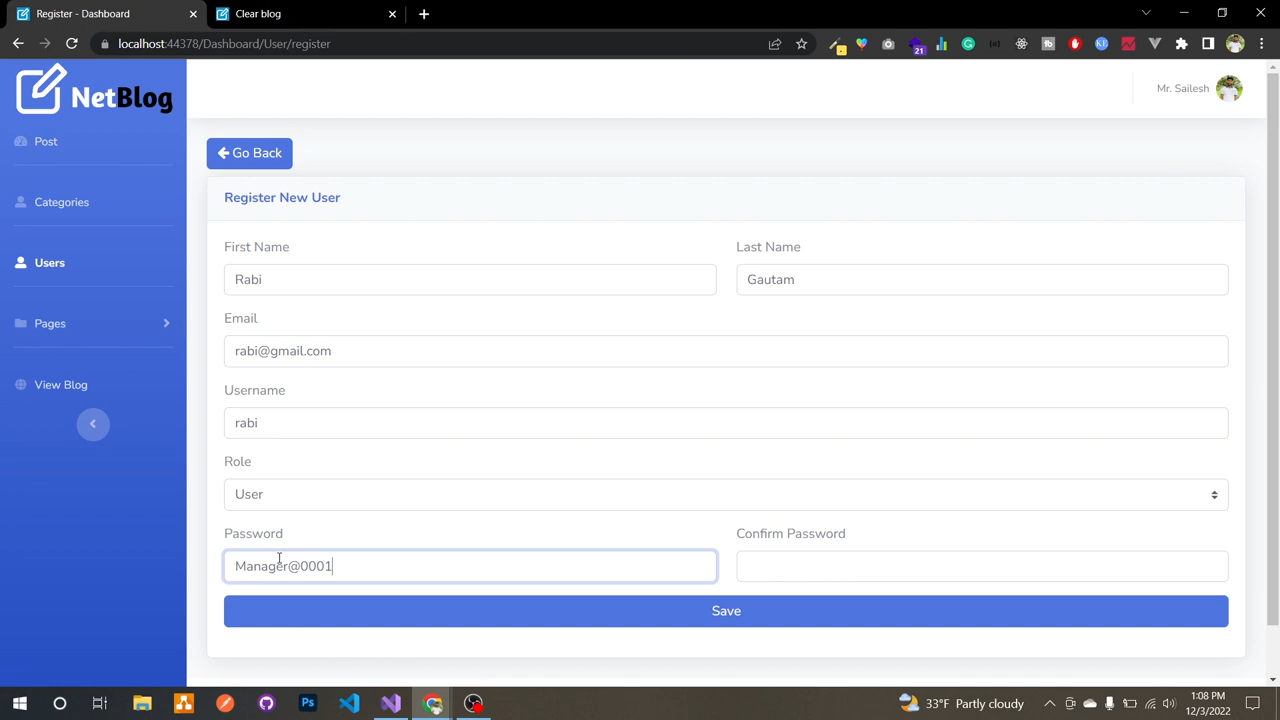 Register - Dashboard
Clear blog
localhost:44378/Dashboard/User/register
21
NetBlog
Mr. Sailesh
Post
Go Back
Register New User
Categories
First Name
Last Name
Users
Rabi
Gautam
Email
Pages
rabi@gmail.com
View Blog
Username
rabi
Role
User
Password
Confirm Password
Manager@0001
Save
Ps
33°F Partly cloudy
1:08 PM
12/3/2022